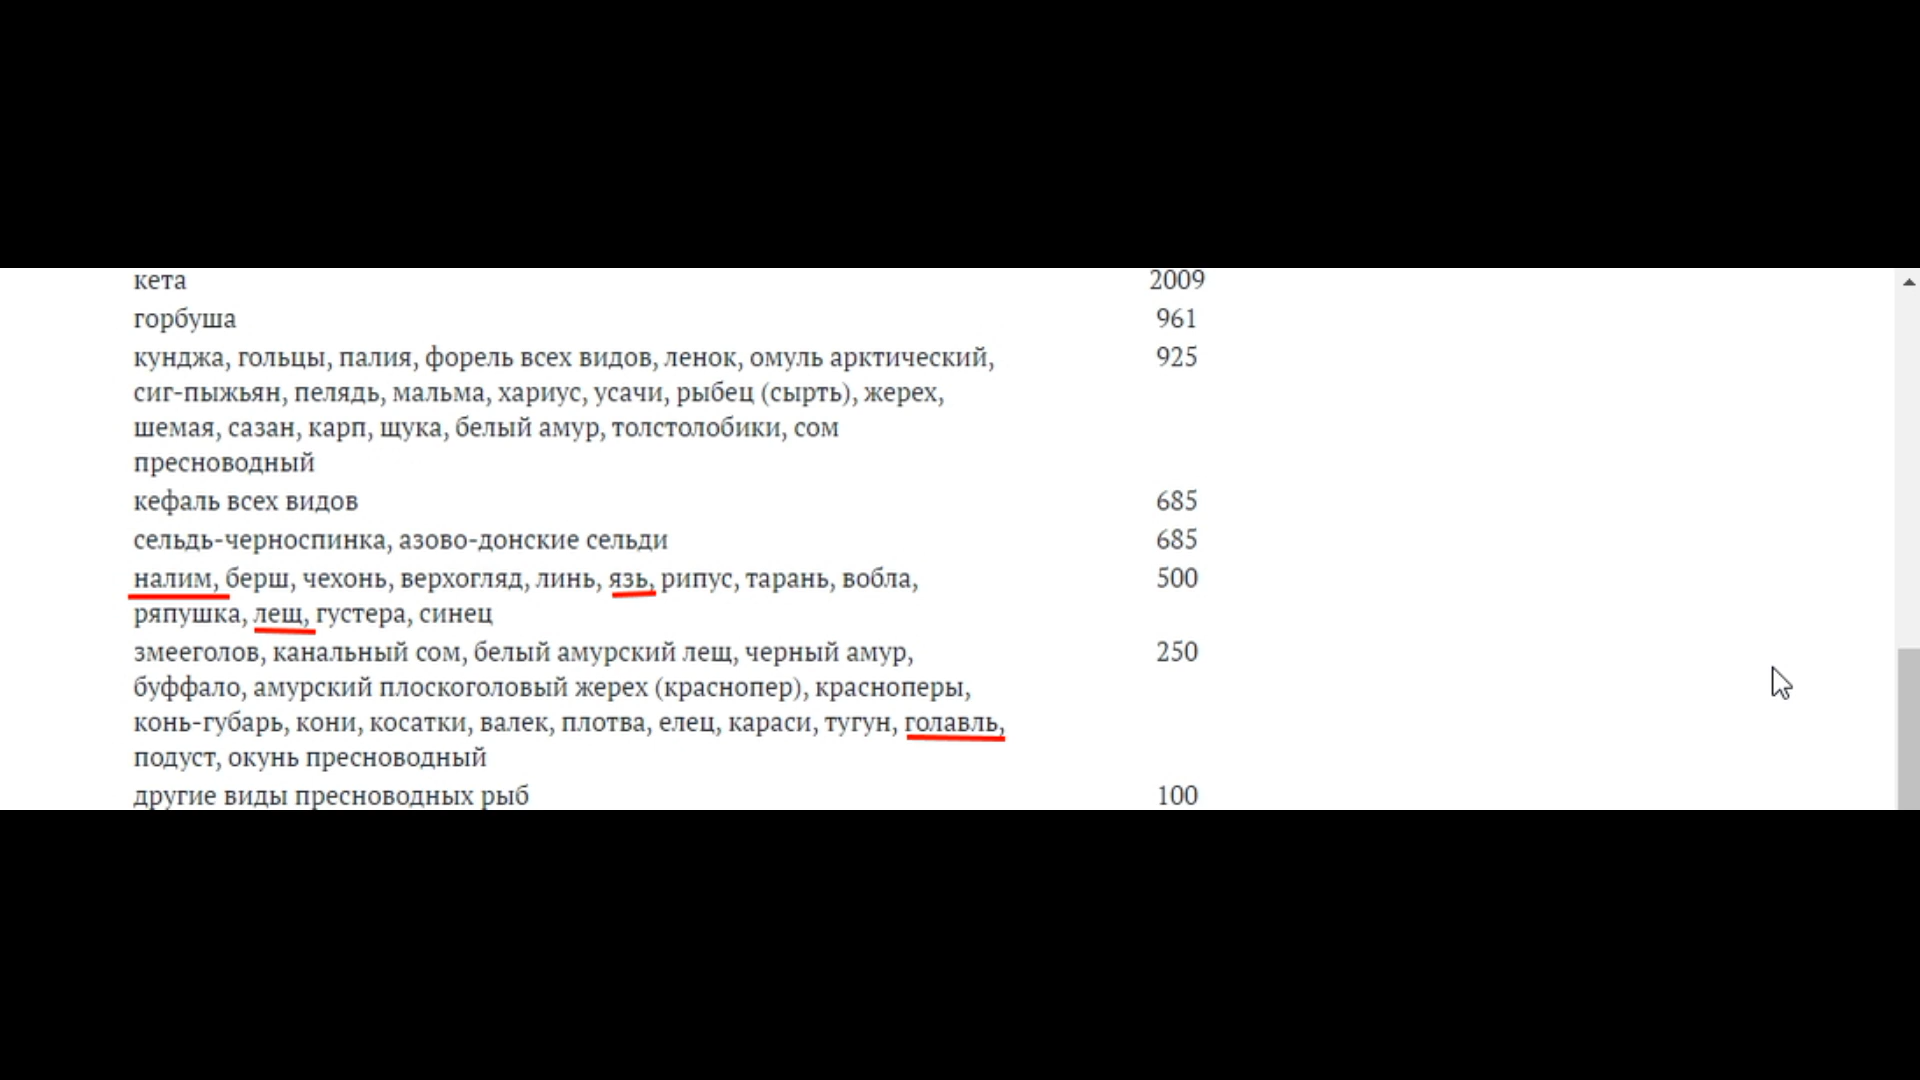 кета 2009
горбуша 961
кунджа, гольцы, палия, форель всех видов, ленок, омуль арктический, 925
сиг-пыжьян, пелядь, мальма, хариус, усачи, рыбец (сырть), жерех,
шемая, сазан, карп, щука, белый амур, толстолобики, сом
пресноводный
кефаль всех видов 685
сельдь-черноспинка, азово-донские сельди 685
налим, берш, чехонь, верхогляд, линь, язь, рипус, тарань, вобла, 500
ряпушка, лещ, густера, синец
змееголов, канальный сом, белый амурский лещ, черный амур, 250
буффало, амурский плоскоголовый жерех (краснопер), красноперы,
конь-губарь, кони, косатки, валек, плотва, елец, караси, тугун, голавль,
подуст, окунь пресноводный
другие виды пресноводных рыб 100